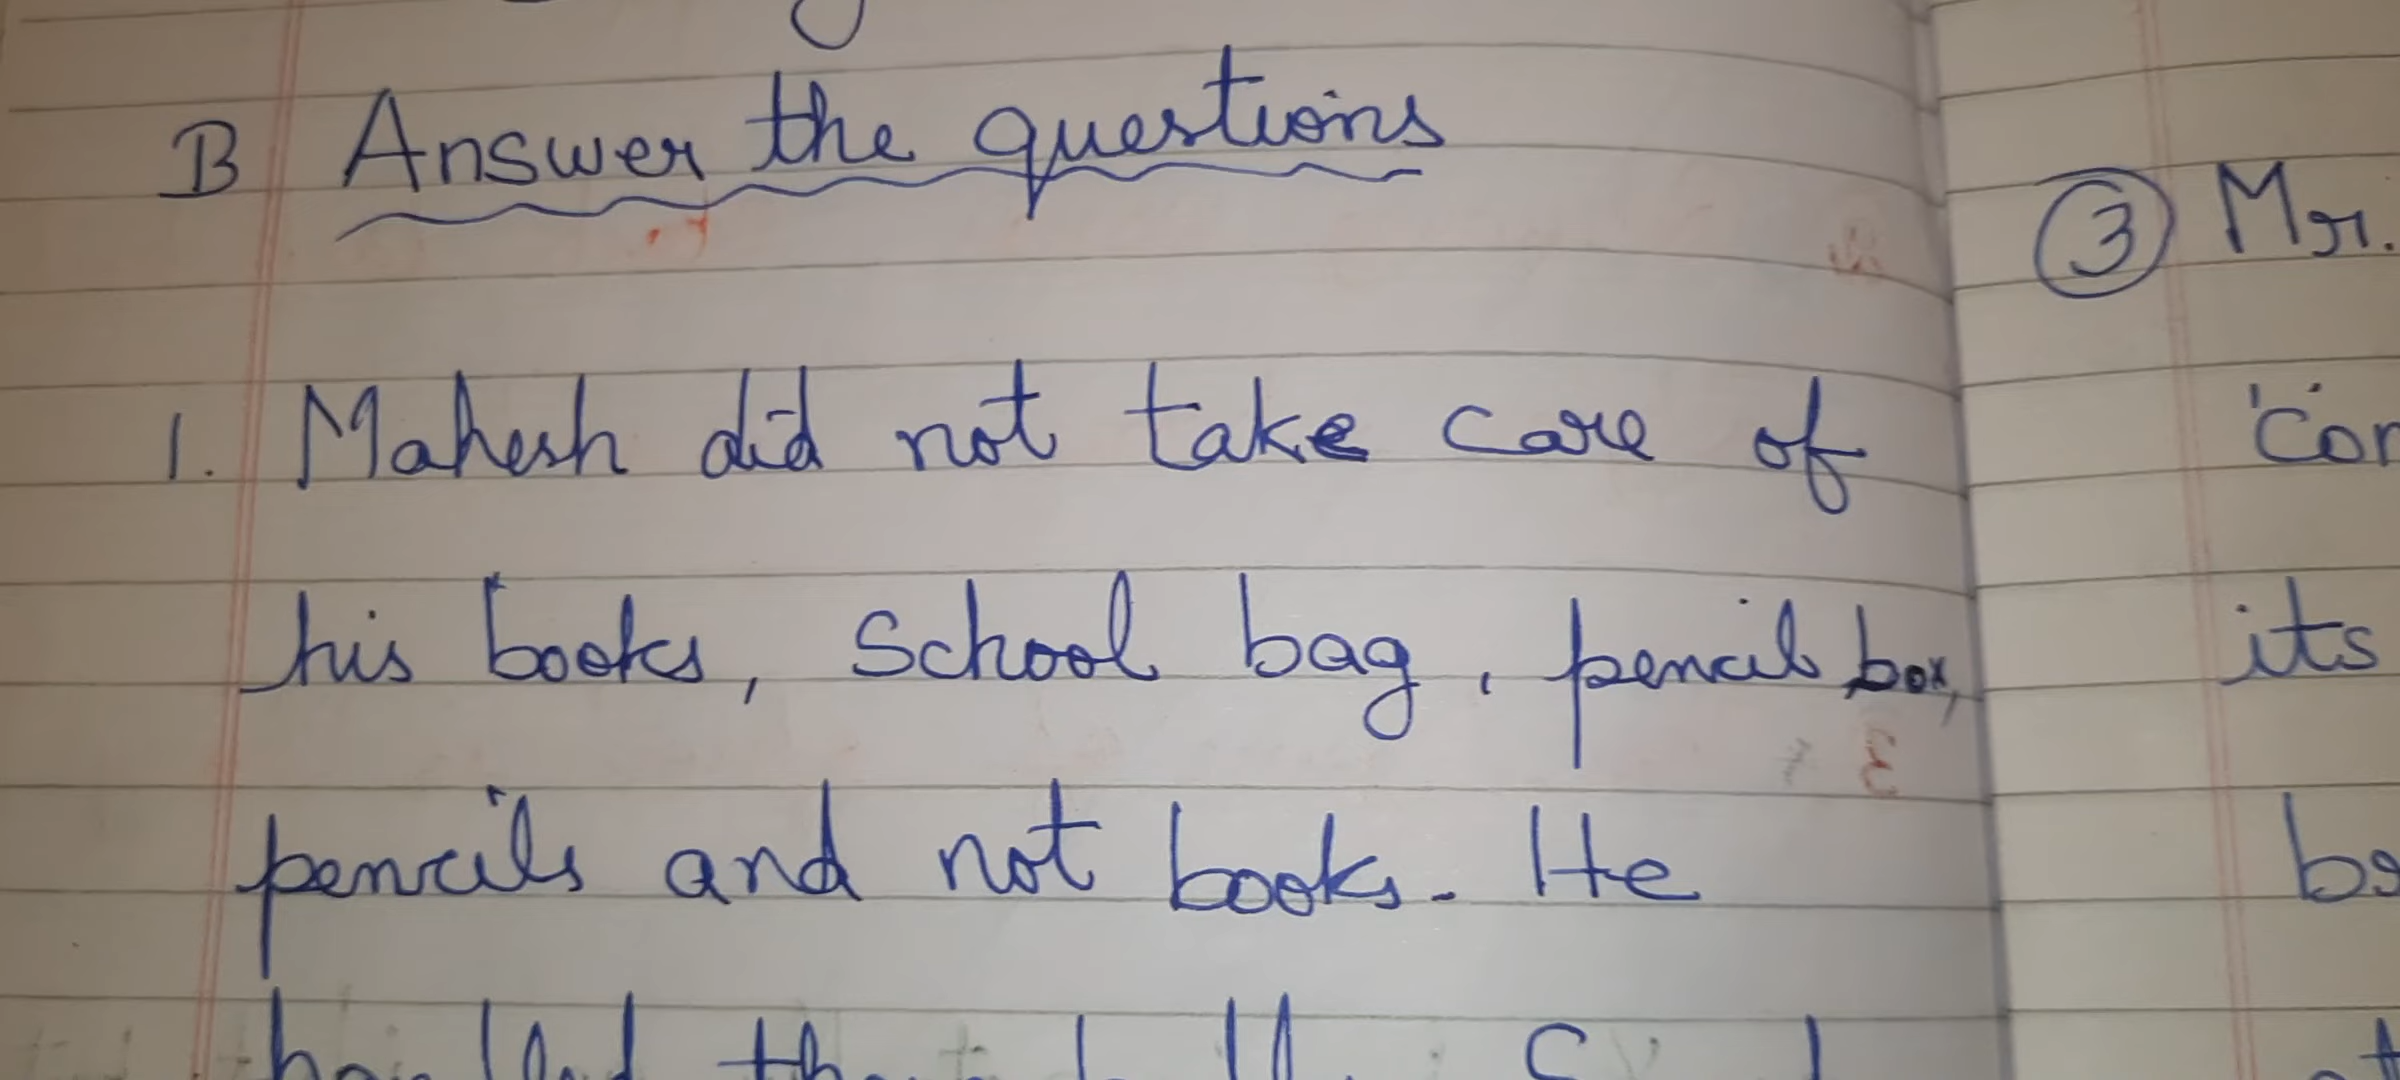 B Answer the questions
1. Mahesh did not take care of
his books, School bag, pencil box,
pencils and not books. He
3 Mr.
its